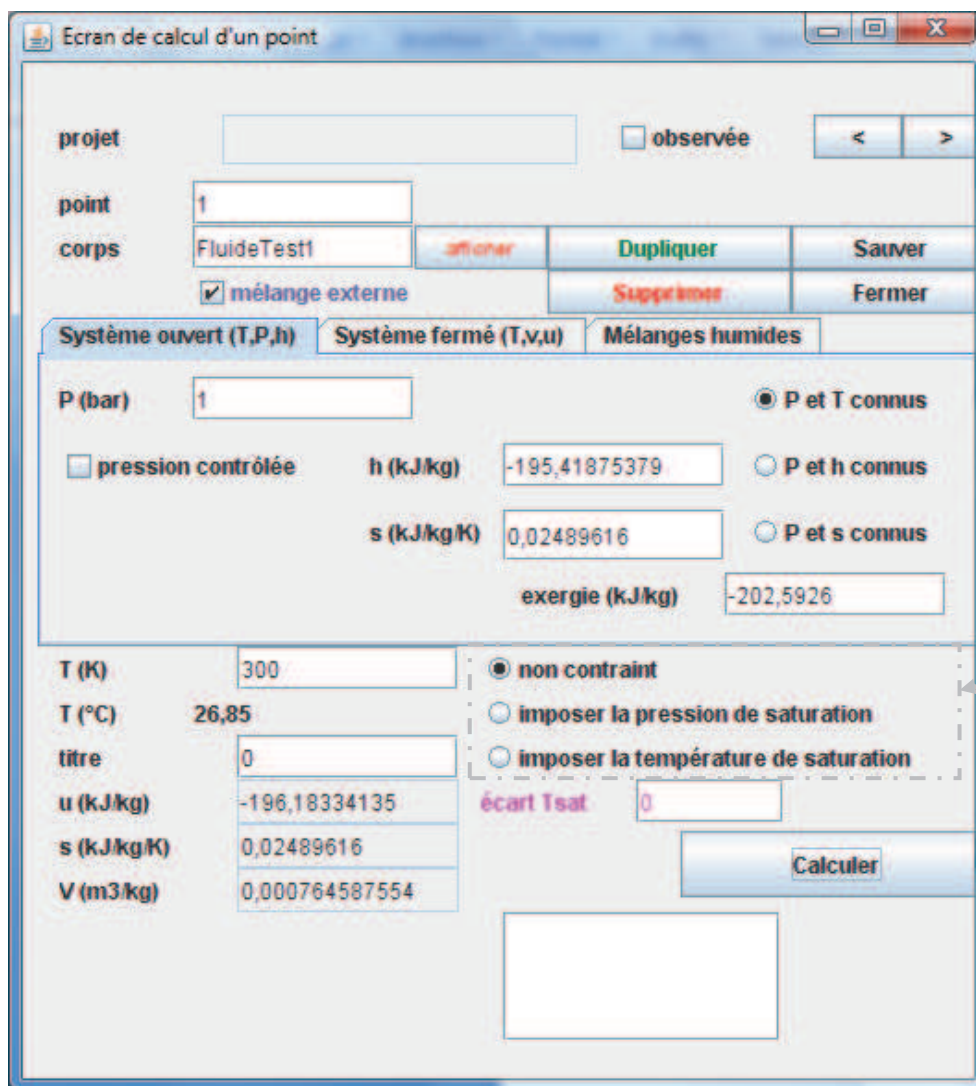 Ecran de calcul d'un point
projet observée < >
point 1
corps FluideTest1 afficher Dupliquer Sauver
mélange externe Supprimer Fermer
Système ouvert (T,P,h) Système fermé (T,v,u) Mélanges humides
P (bar) 1 P et T connus
pression contrôlée h (kJ/kg) -195,41875379 P et h connus
s (kJ/kg/K) 0,02489616 P et s connus
exergie (kJ/kg) -202,5926
T (K) 300 non contraint
T (°C) 26,85 imposer la pression de saturation
titre 0 imposer la température de saturation
u (kJ/kg) -196,18334135 écart Tsat 0
s (kJ/kg/K) 0,02489616
Calculer
V (m3/kg) 0,000764587554